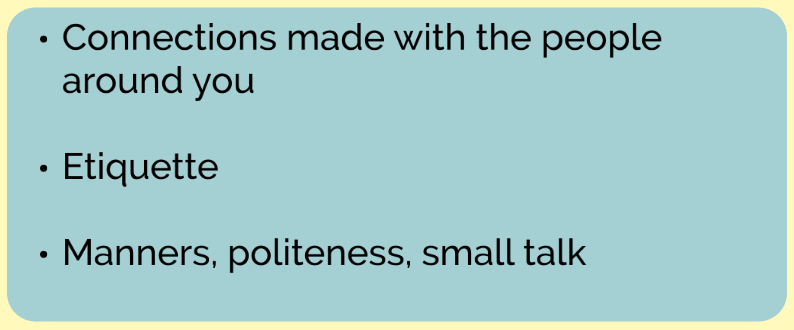 • Connections made with the people
around you
• Etiquette
• Manners, politeness, small talk